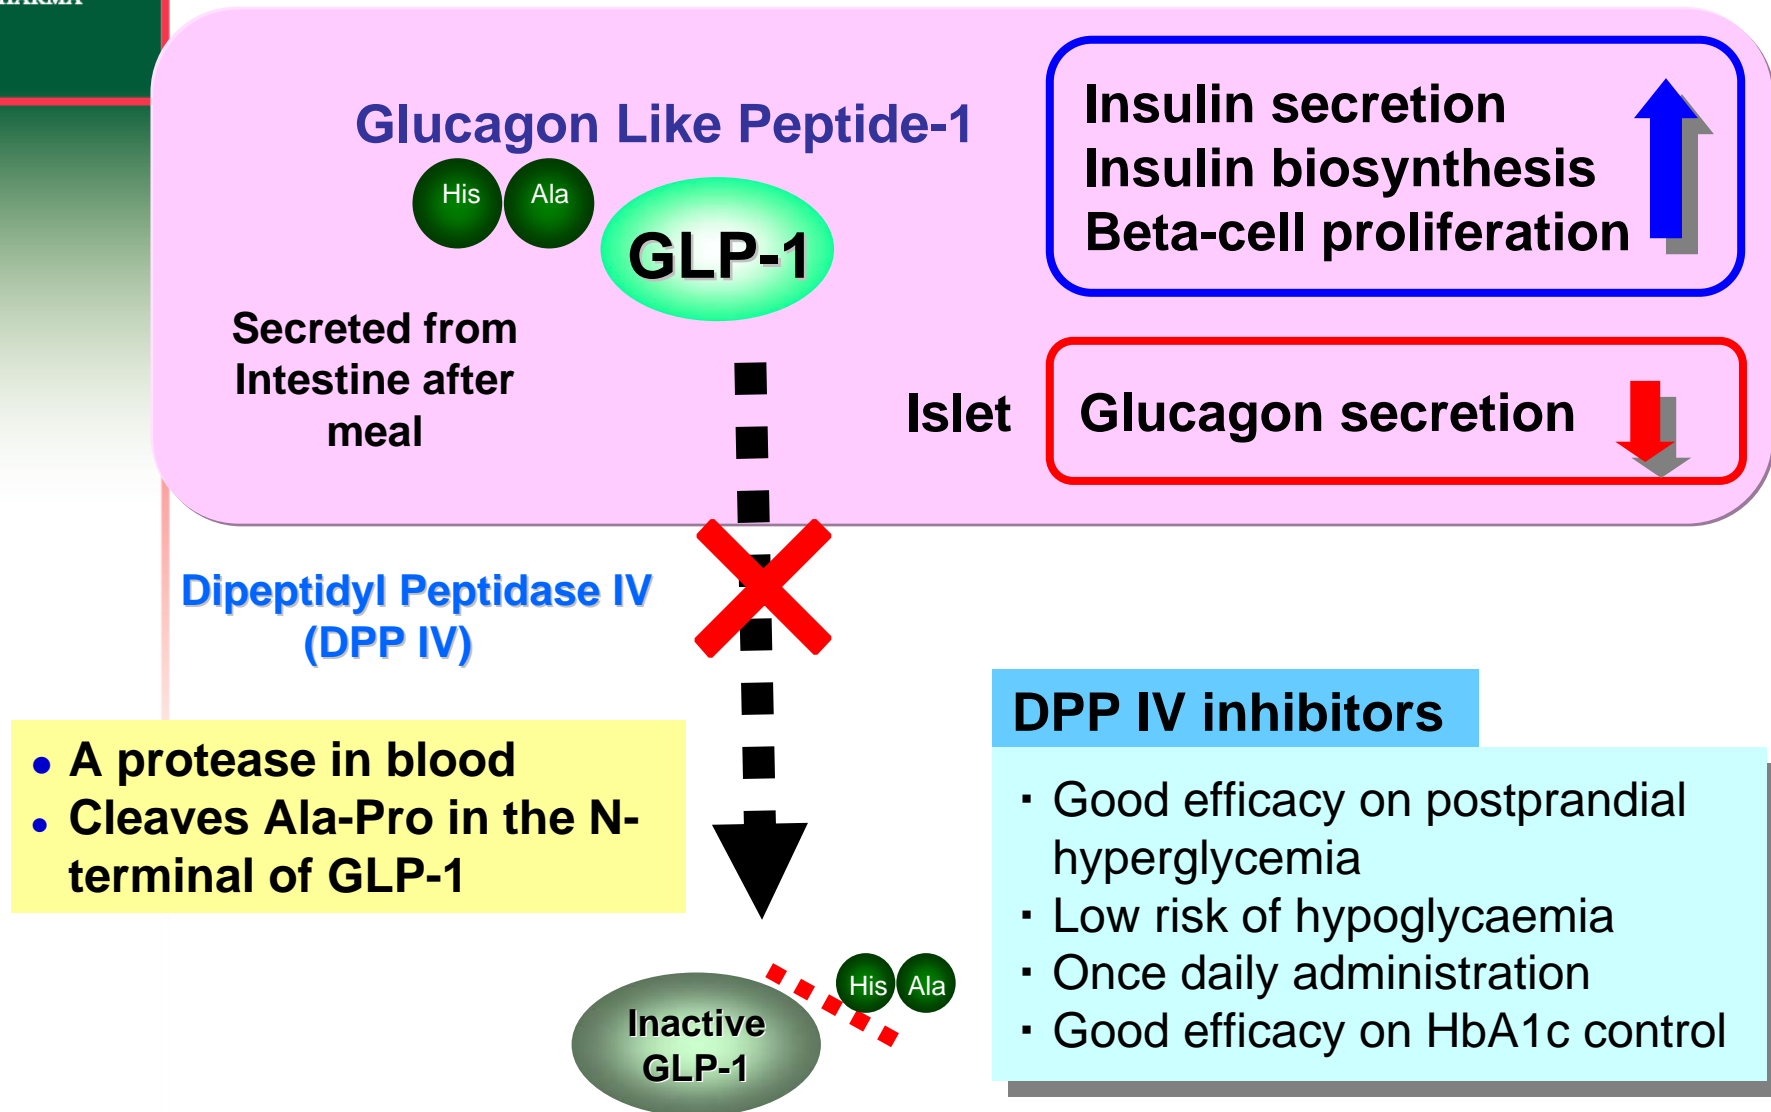 Glucagon Like Peptide-1
His
Ala
GLP-1
Secreted from
Intestine after
meal
Insulin secretion
Insulin biosynthesis
Beta-cell proliferation
Islet
Glucagon secretion
Dipeptidyl Peptidase IV
(DPP IV)
● A protease in blood
● Cleaves Ala-Pro in the N-
terminal of GLP-1
Inactive
GLP-1
His
Ala
DPP IV inhibitors
・Good efficacy on postprandial
hyperglycemia
・Low risk of hypoglycaemia
・Once daily administration
・Good efficacy on HbA1c control